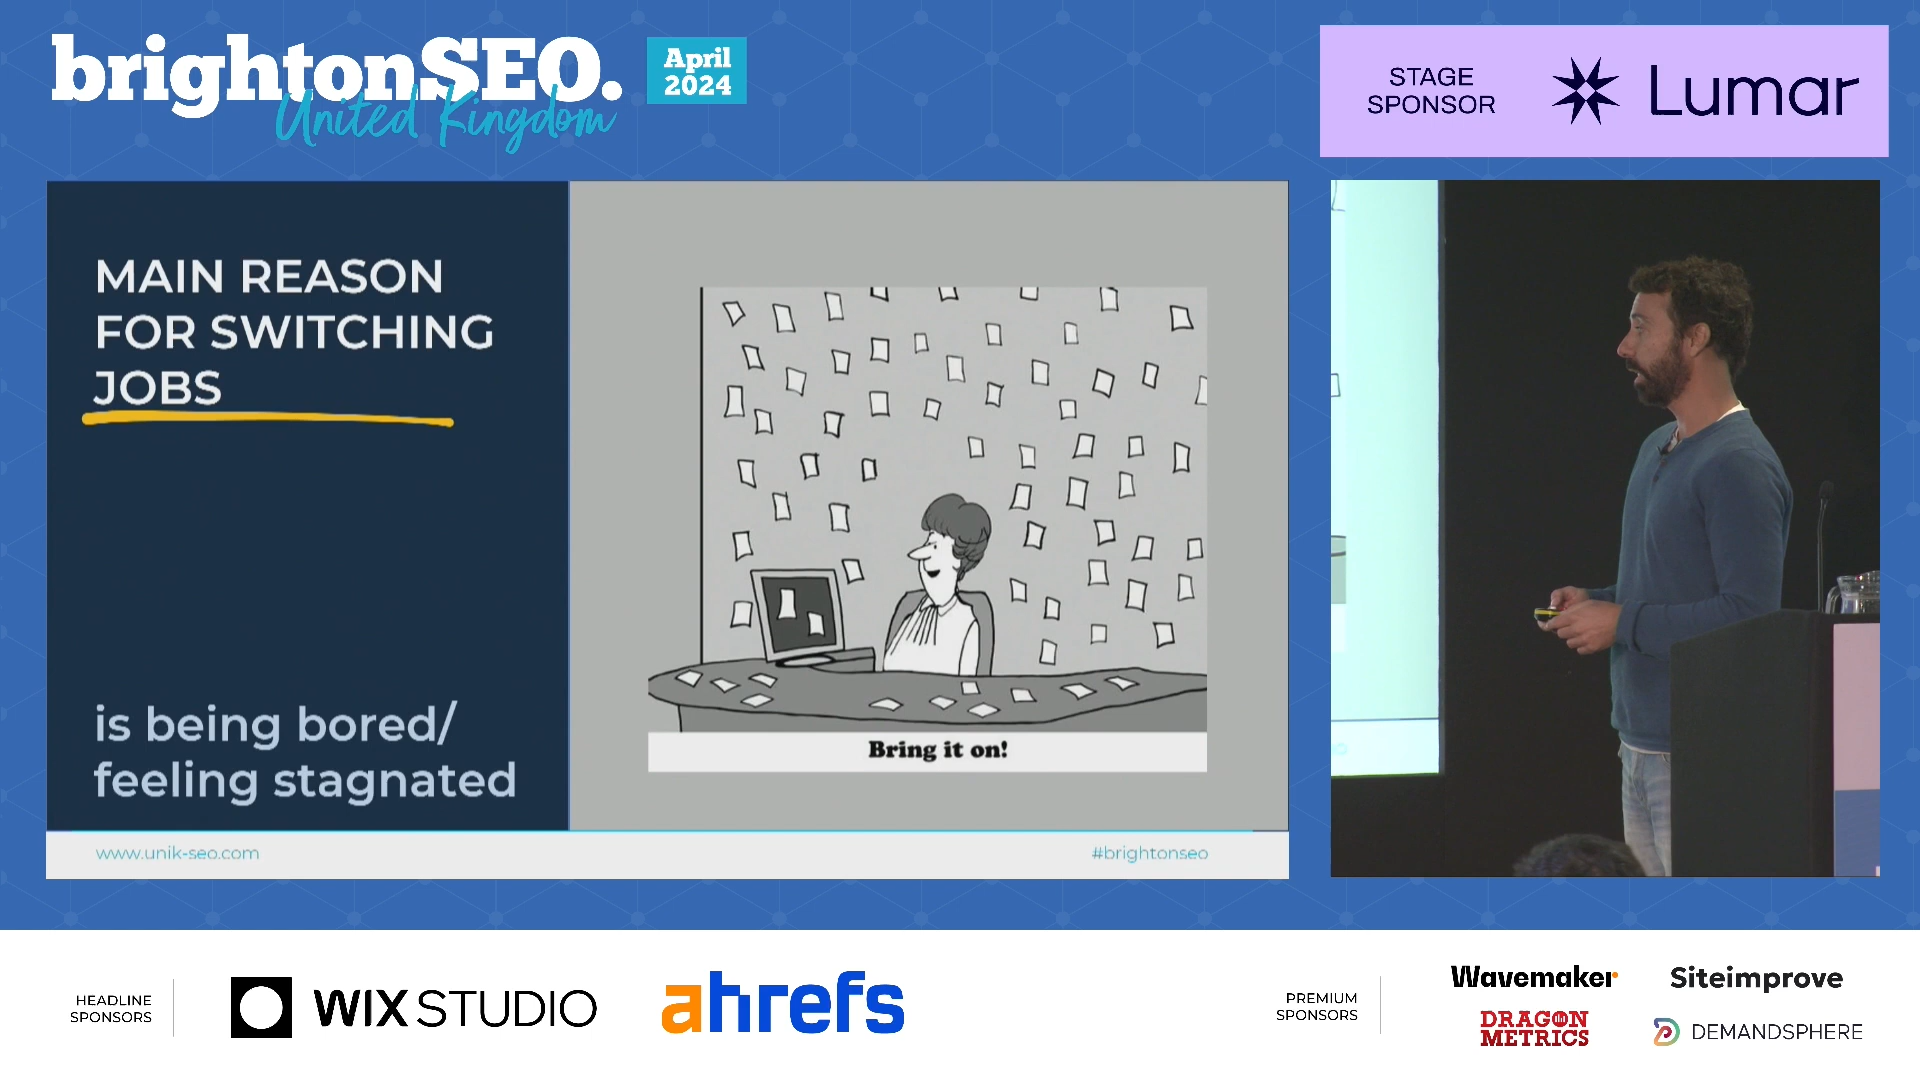 brightonSEO.
United Kingdom
April
2024
STAGE
SPONSOR
Lumar
MAIN REASON
FOR SWITCHING
JOBS
is being bored/
feeling stagnated
Bring it on!
www.unik-seo.com
#brightonseo
HEADLINE
SPONSORS
WIX STUDIO
ahrefs
PREMIUM
SPONSORS
Wavemaker
Siteimprove
DRAGON
METRICS
DEMANDSPHERE